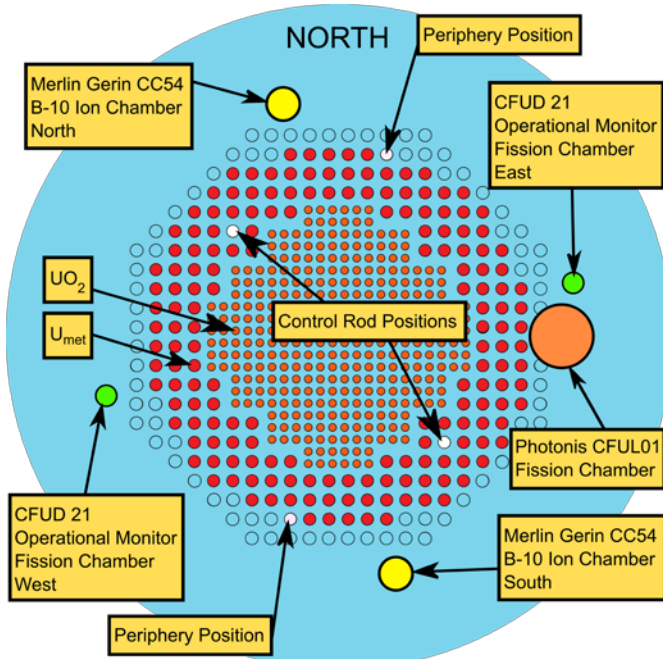 NORTH
Periphery Position
Merlin Gerin CC54
B-10 Ion Chamber
North
CFUD 21
Operational Monitor
Fission Chamber
East
UO2
Umet
Control Rod Positions
Photonis CFUL01
Fission Chamber
CFUD 21
Operational Monitor
Fission Chamber
West
Merlin Gerin CC54
B-10 Ion Chamber
South
Periphery Position